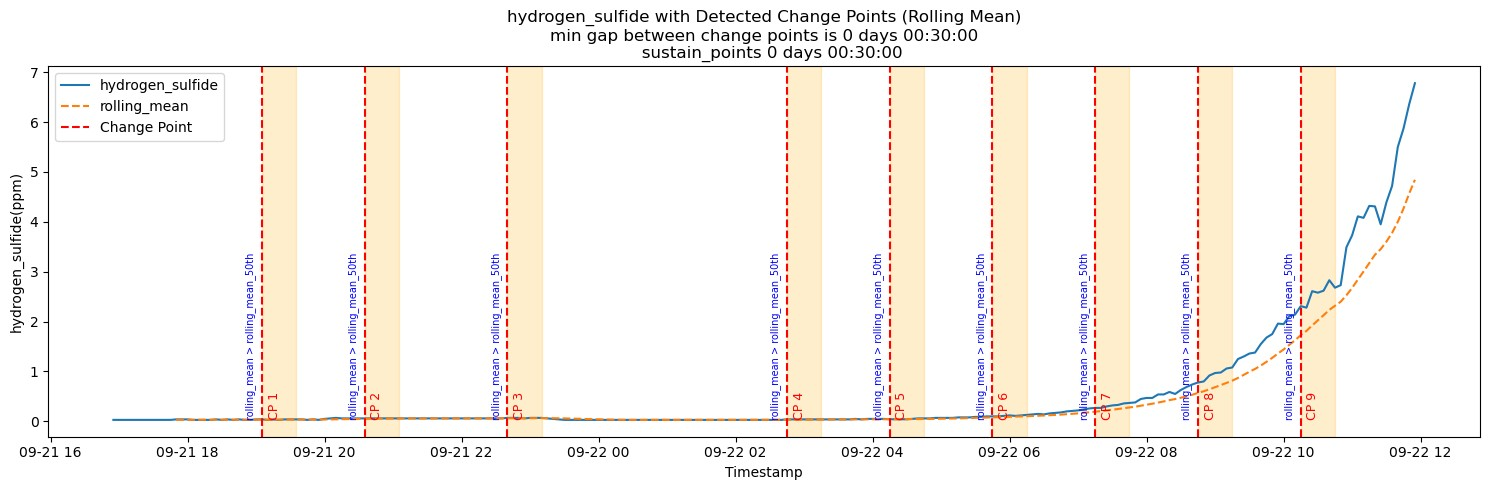 hydrogen_sulfide with Detected Change Points (Rolling Mean)
min gap between change points is 0 days 00:30:00
sustain_points 0 days 00:30:00
hydrogen_sulfide
rolling_mean
Change Point
hydrogen_sulfide(ppm)
7
6
5
4
3
2
1
0
rolling_mean > rolling_mean_50th
CP 1
rolling_mean > rolling_mean_50th
CP 2
rolling_mean > rolling_mean_50th
CP 3
rolling_mean > rolling_mean_50th
CP 4
rolling_mean > rolling_mean_50th
CP 5
rolling_mean > rolling_mean_50th
CP 6
rolling_mean > rolling_mean_50th
CP 7
rolling_mean > rolling_mean_50th
CP 8
rolling_mean > rolling_mean_50th
CP 9
09-21 16
09-21 18
09-21 20
09-21 22
09-22 00
09-22 02
09-22 04
09-22 06
09-22 08
09-22 10
09-22 12
Timestamp